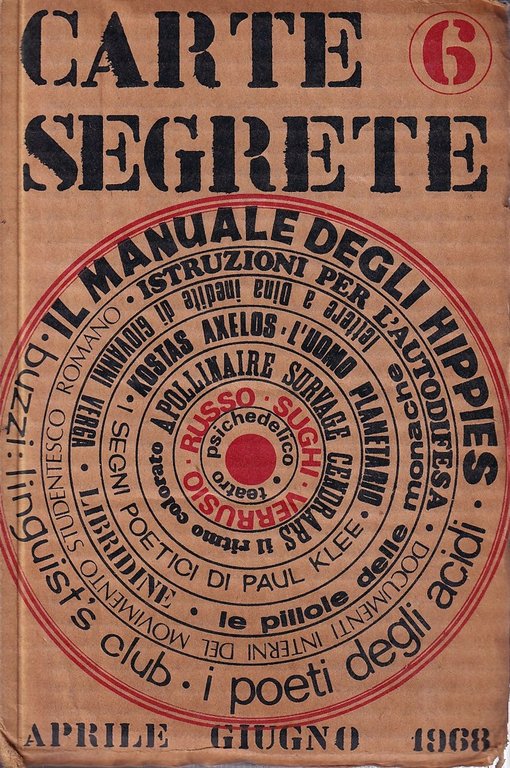 CARTE 6
SEGRETE
IL MANUALE DEGLI HIPPIES · i poeti degli acidi · buzzi: linguist's club ·
ISTRUZIONI PER L'AUTODIFESA · DOCUMENTI INTERNI DEL MOVIMENTO STUDENTESCO ROMANO ·
lettere a Dina inedite di GIOVANNI VERGA · LIBRIDINE · le pillole delle monache
KOSTAS AXELOS · L'UOMO PLANETARIO · I SEGNI POETICI DI PAUL KLEE ·
APOLLINAIRE SURVAGE CENDRARS il ritmo colorato
RUSSO · SUGHI · VERRUSIO ·
teatro psichedelico ·
APRILE GIUGNO 1968